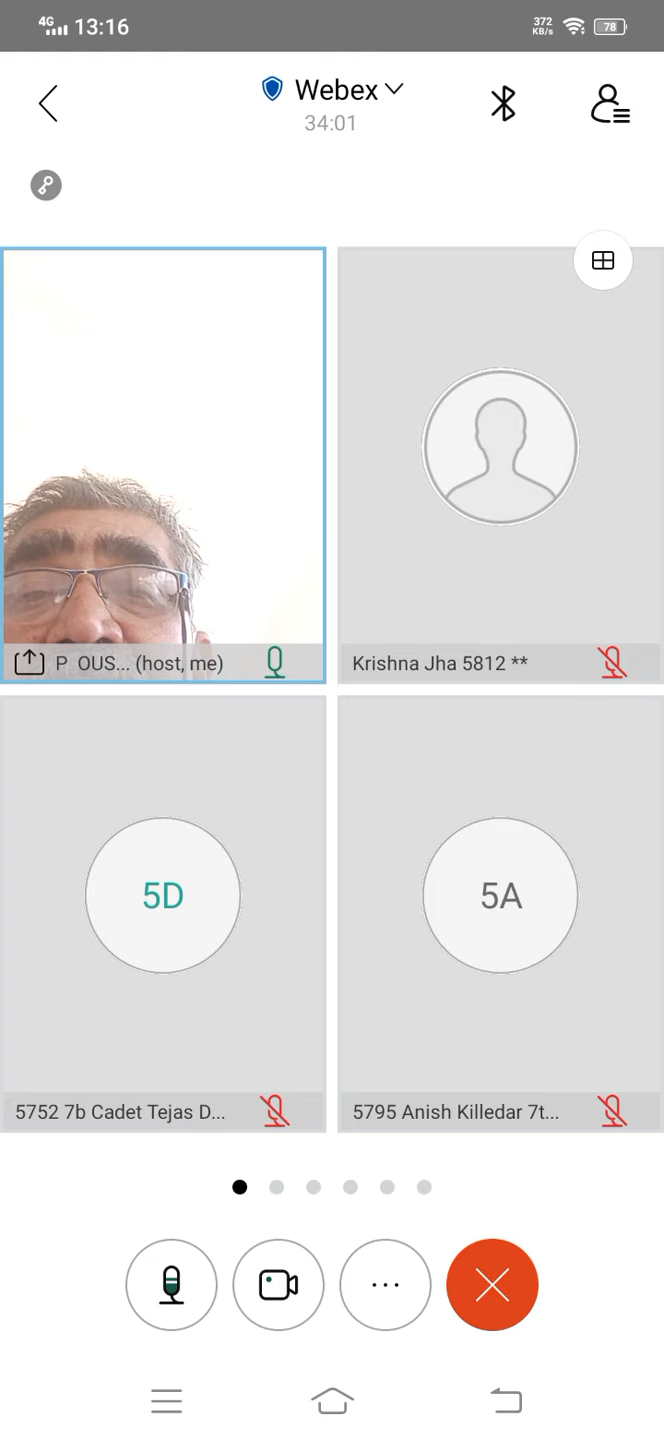 4G 13:16 372 KB/s 78
Webex
34:01
P OUS... (host, me)
Krishna Jha 5812 **
5D
5A
5752 7b Cadet Tejas D...
5795 Anish Killedar 7t...